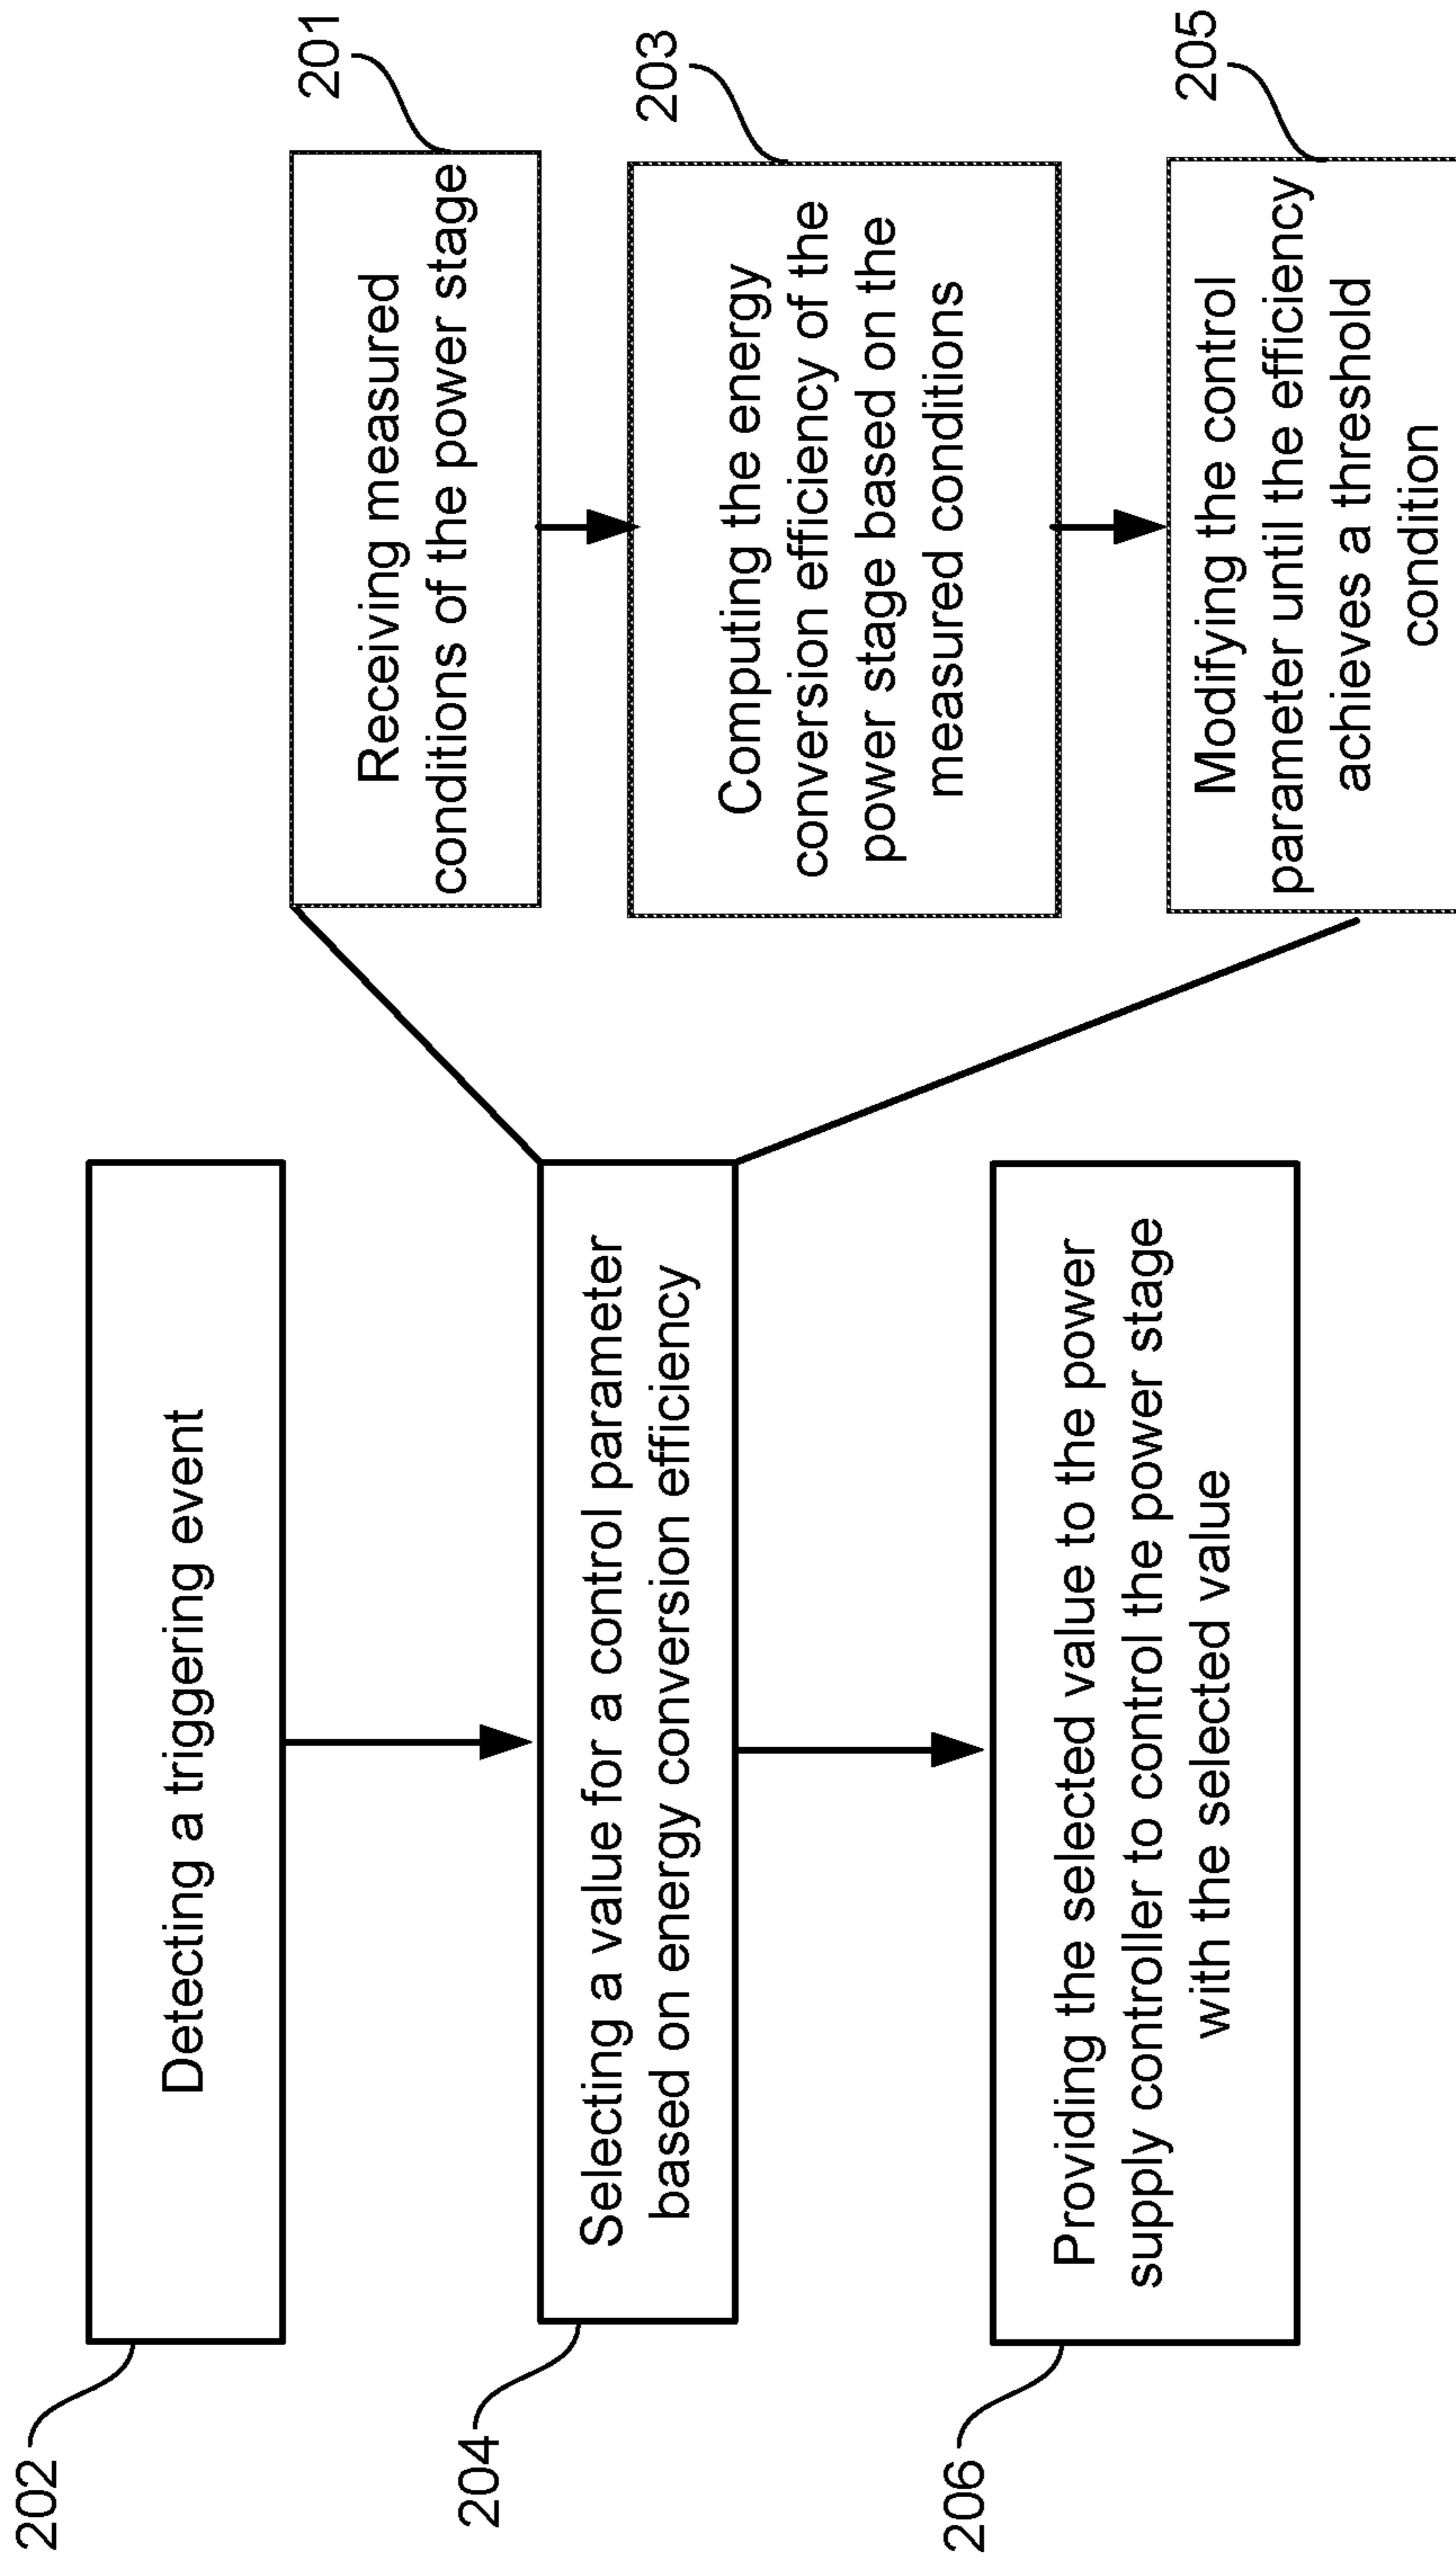 202
Detecting a triggering event
204
Selecting a value for a control parameter
based on energy conversion efficiency
206
Providing the selected value to the power
supply controller to control the power stage
with the selected value
201
Receiving measured
conditions of the power stage
203
Computing the energy
conversion efficiency of the
power stage based on the
measured conditions
205
Modifying the control
parameter until the efficiency
achieves a threshold
condition